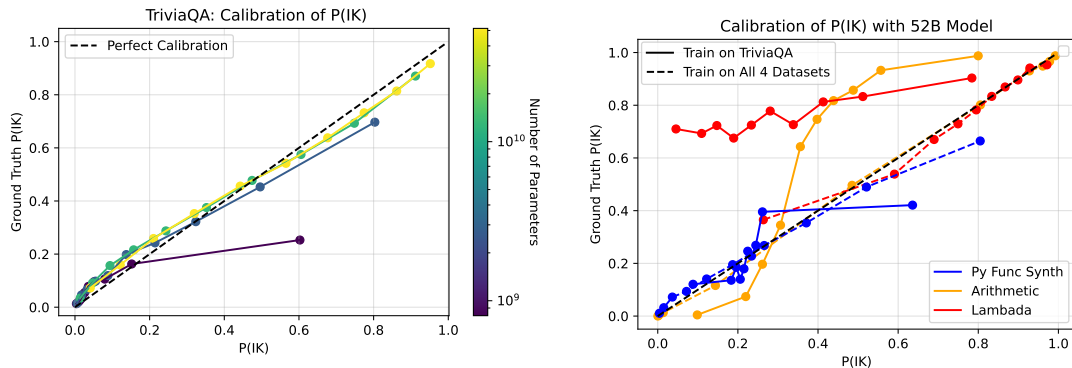 TriviaQA: Calibration of P(IK)
Perfect Calibration
Ground Truth P(IK)
1.0
0.8
0.6
0.4
0.2
0.0
0.0 0.2 0.4 0.6 0.8 1.0
P(IK)
10^10
10^9
Number of Parameters
Calibration of P(IK) with 52B Model
Train on TriviaQA
Train on All 4 Datasets
Ground Truth P(IK)
1.0
0.8
0.6
0.4
0.2
0.0
Py Func Synth
Arithmetic
Lambada
0.0 0.2 0.4 0.6 0.8 1.0
P(IK)